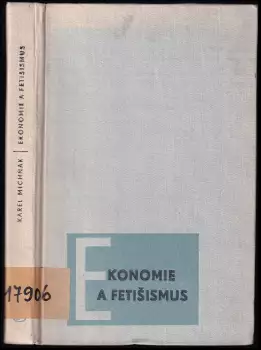 KAREL MICHŇÁK | EKONOMIE A FETIŠISMUS
17906
EKONOMIE
A FETIŠISMUS